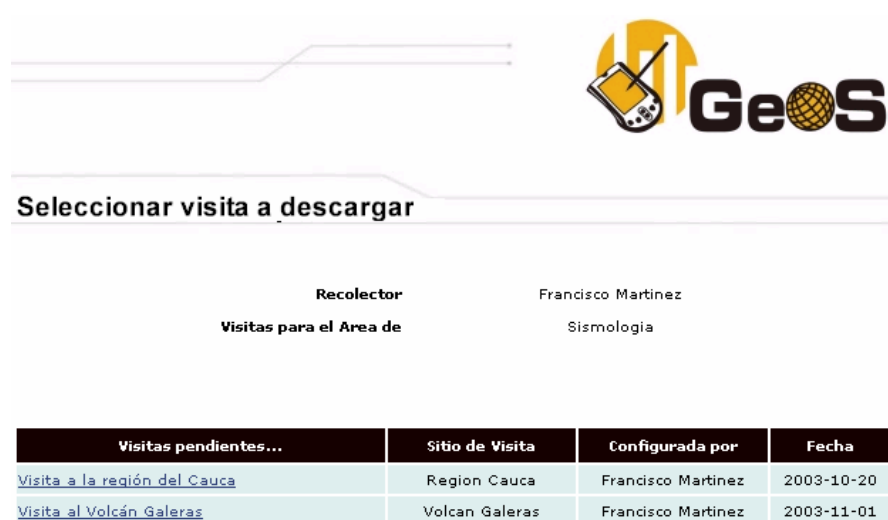 GeoS
Seleccionar visita a descargar
Recolector Francisco Martinez
Visitas para el Area de Sismologia
Visitas pendientes... Sitio de Visita Configurada por Fecha
Visita a la región del Cauca Region Cauca Francisco Martinez 2003-10-20
Visita al Volcán Galeras Volcan Galeras Francisco Martinez 2003-11-01